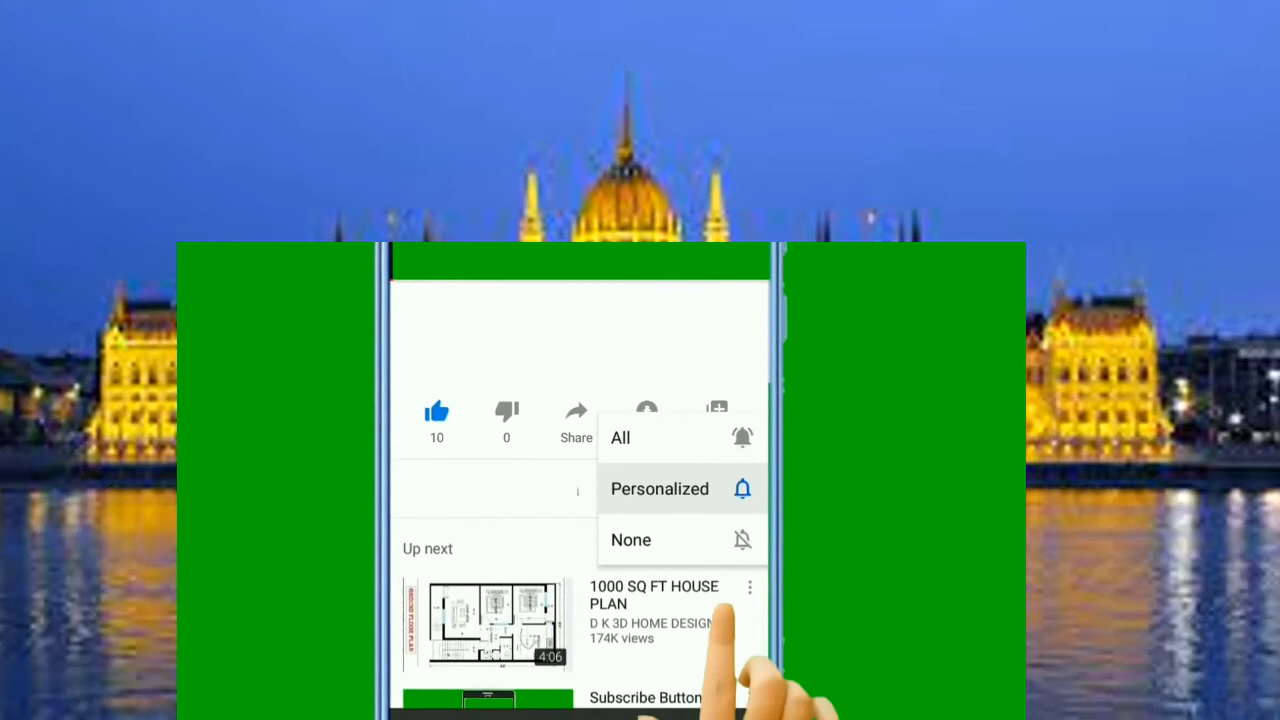 10
0
Share
All
Personalized
None
Up next
1000 SQ FT HOUSE
PLAN
D K 3D HOME DESIGN
174K views
4:06
Subscribe Button